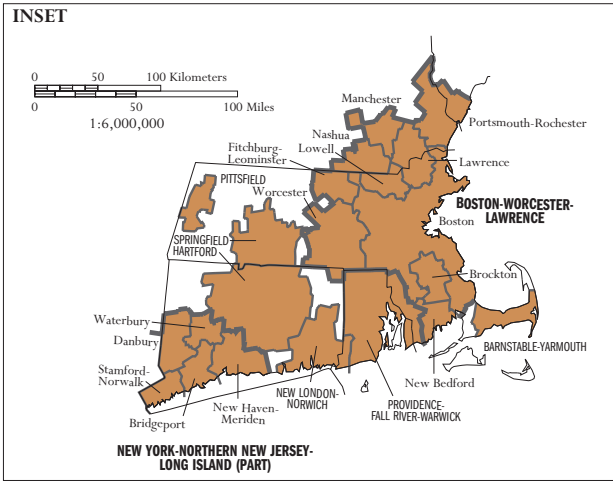 INSET
0 50 100 Kilometers
0 50 100 Miles
1:6,000,000
Manchester
Portsmouth-Rochester
Nashua
Lowell
Fitchburg-
Leominster
Lawrence
PITTSFIELD
Worcester
BOSTON-WORCESTER-
LAWRENCE
Boston
SPRINGFIELD
HARTFORD
Brockton
Waterbury
Danbury
BARNSTABLE-YARMOUTH
Stamford-
Norwalk
New Bedford
NEW LONDON-
NORWICH
PROVIDENCE-
FALL RIVER-WARWICK
New Haven-
Meriden
Bridgeport
NEW YORK-NORTHERN NEW JERSEY-
LONG ISLAND (PART)